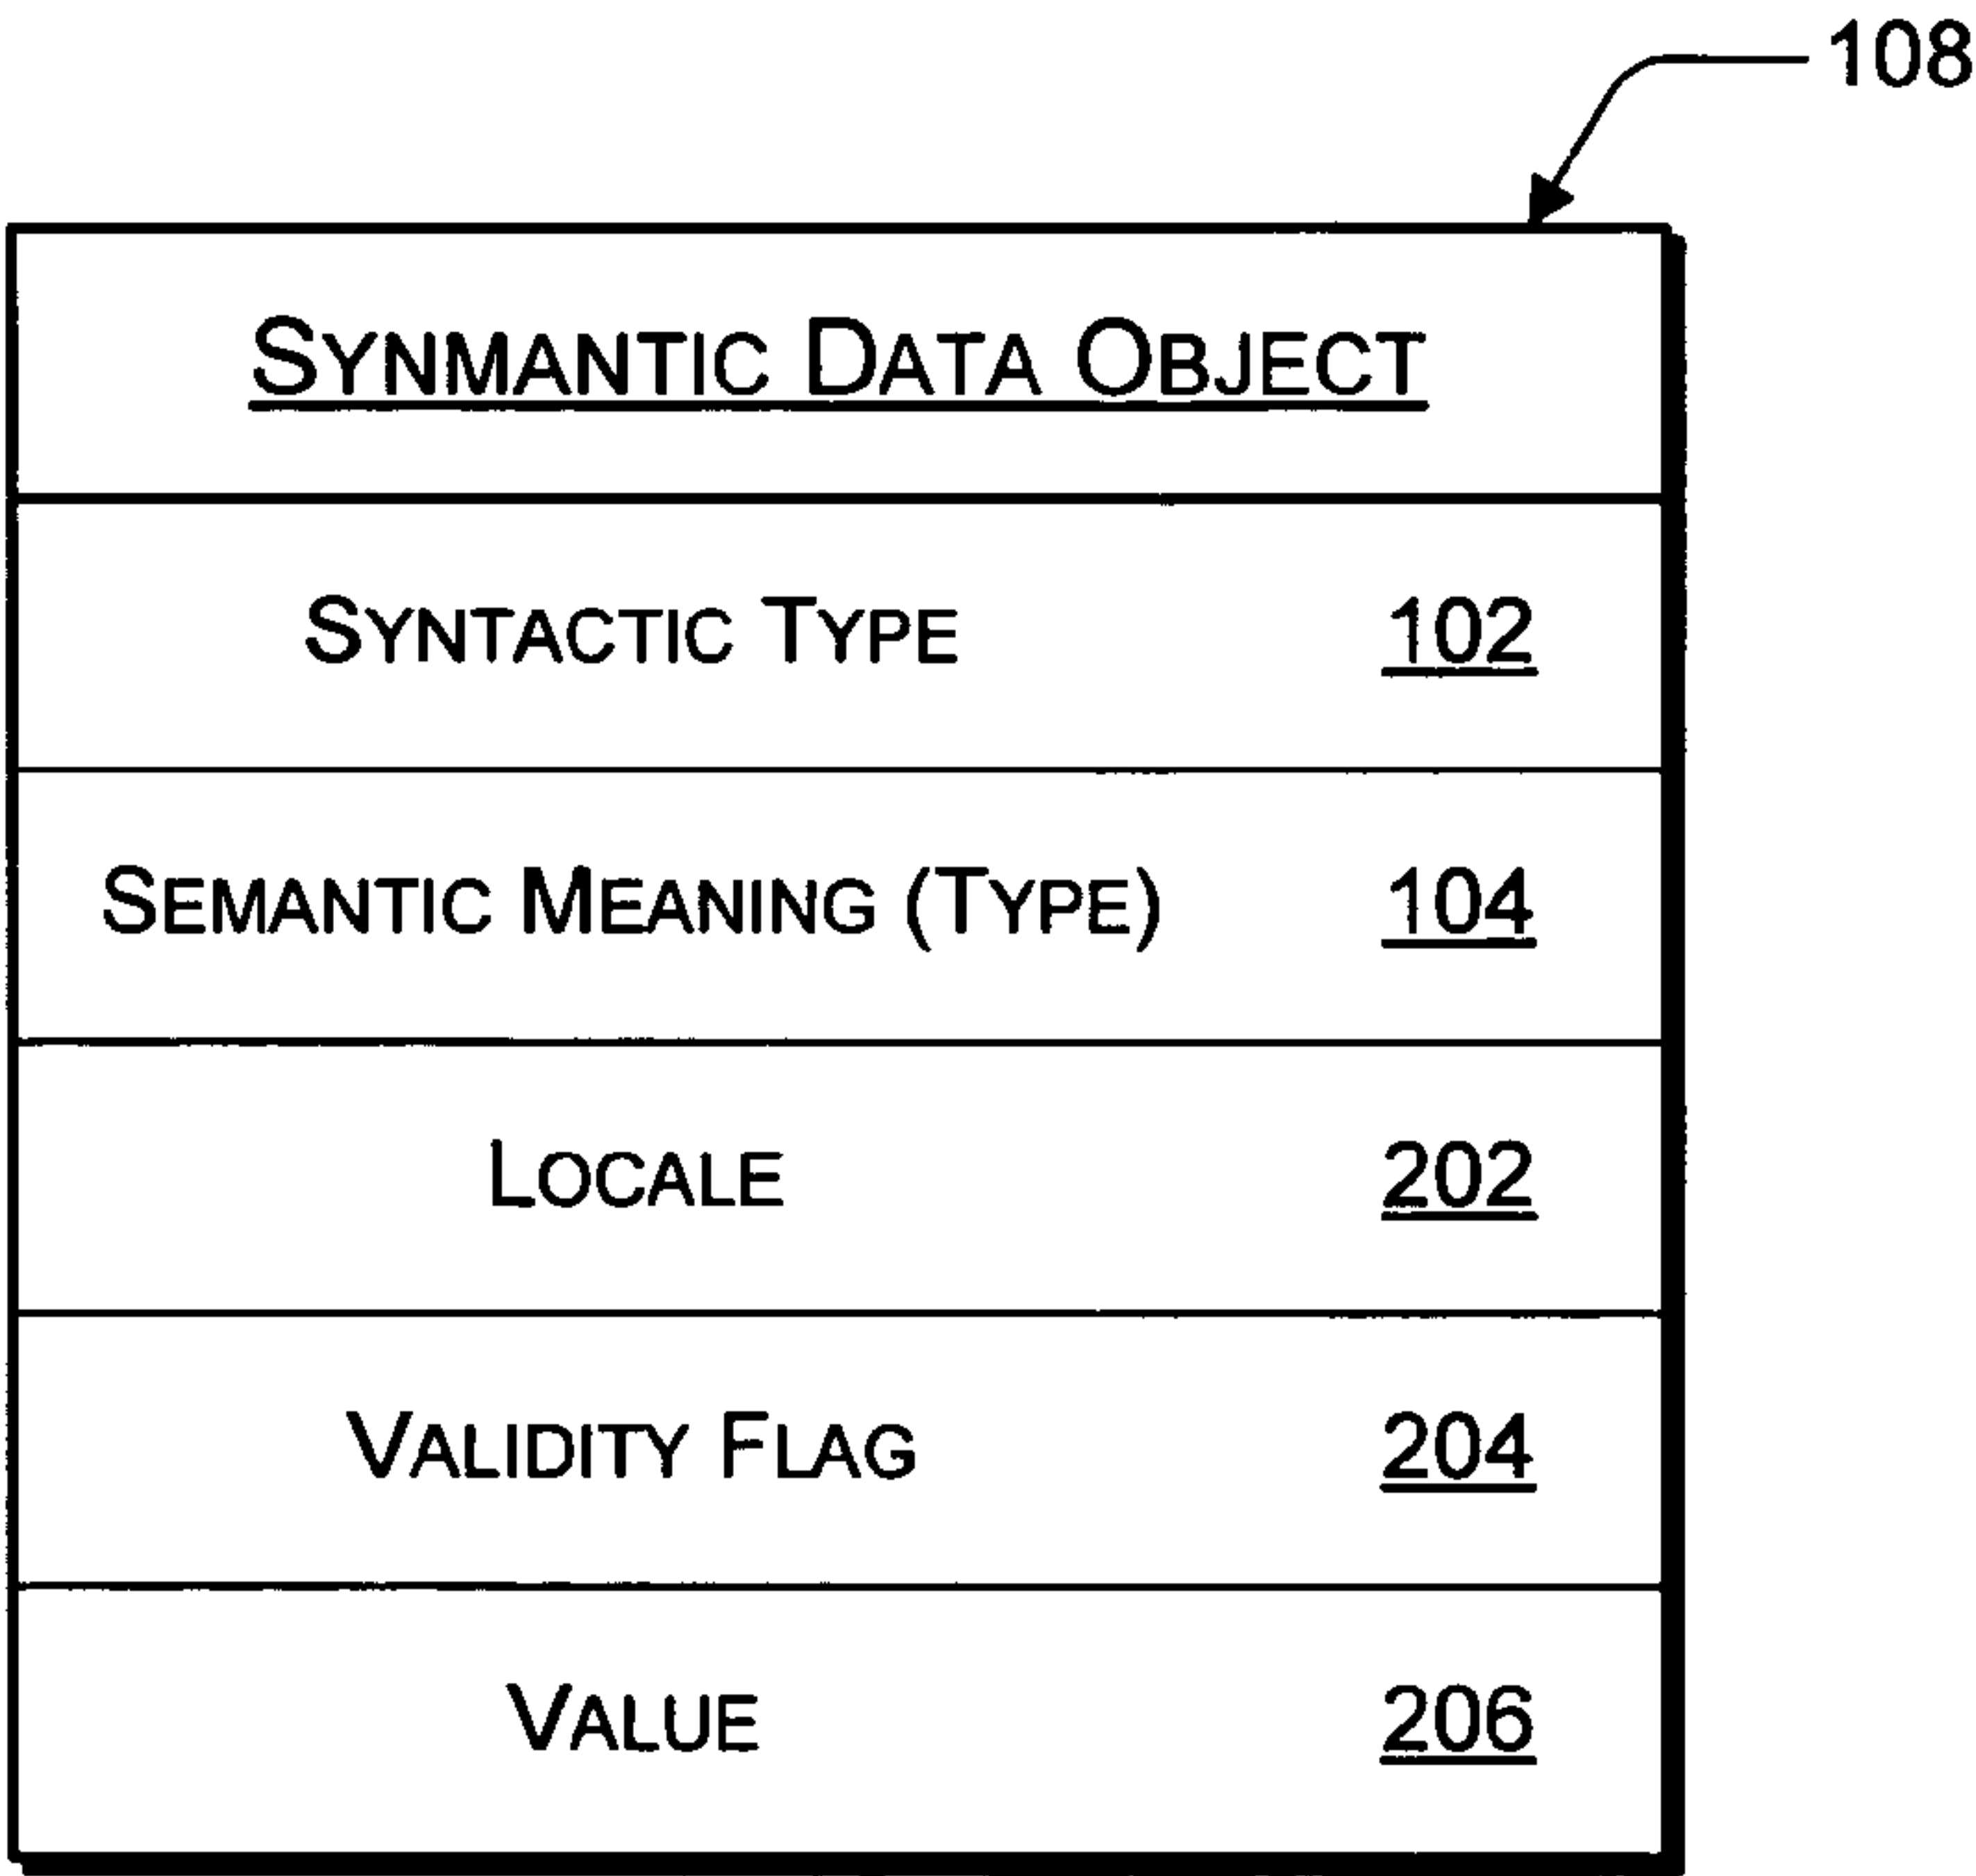 108
SYNMANTIC DATA OBJECT
SYNTACTIC TYPE 102
SEMANTIC MEANING (TYPE) 104
LOCALE 202
VALIDITY FLAG 204
VALUE 206